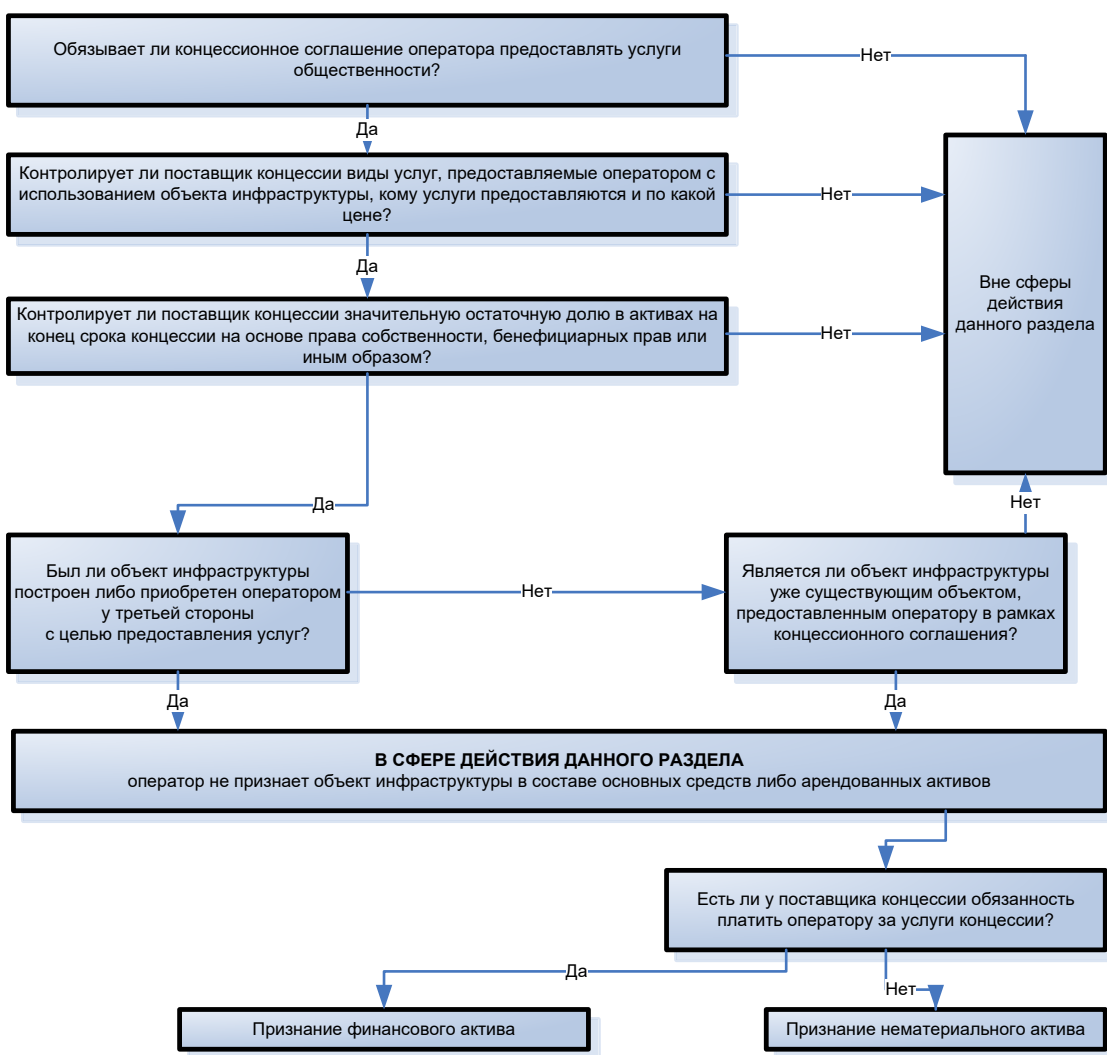 Обязывает ли концессионное соглашение оператора предоставлять услуги
общественности?
Нет
Да
Контролирует ли поставщик концессии виды услуг, предоставляемые оператором с
использованием объекта инфраструктуры, кому услуги предоставляются и по какой
цене?
Нет
Да
Вне сферы
действия
данного раздела
Контролирует ли поставщик концессии значительную остаточную долю в активах на
конец срока концессии на основе права собственности, бенефициарных прав или
иным образом?
Нет
Да
Нет
Был ли объект инфраструктуры
построен либо приобретен оператором
у третьей стороны
с целью предоставления услуг?
Нет
Является ли объект инфраструктуры
уже существующим объектом,
предоставленным оператору в рамках
концессионного соглашения?
Да
Да
В СФЕРЕ ДЕЙСТВИЯ ДАННОГО РАЗДЕЛА
оператор не признает объект инфраструктуры в составе основных средств либо арендованных активов
Есть ли у поставщика концессии обязанность
платить оператору за услуги концессии?
Да
Нет
Признание финансового актива
Признание нематериального актива